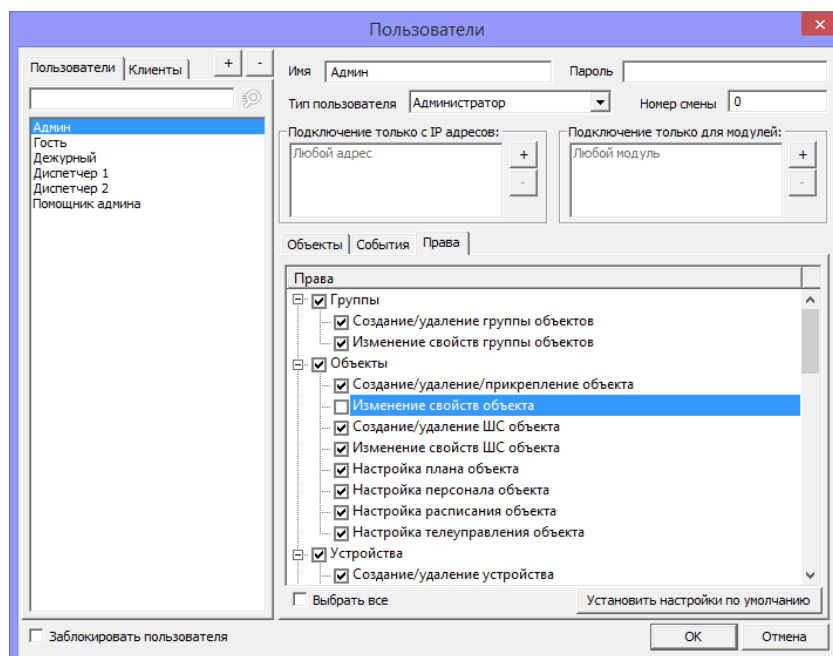 Пользователи
Пользователи Клиенты + -
Админ
Гость
Дежурный
Диспетчер 1
Диспетчер 2
Помощник админа
Имя Админ Пароль
Тип пользователя Администратор Номер смены 0
Подключение только с IP адресов: Подключение только для модулей:
Любой адрес + Любой модуль +
- -
Объекты События Права
Права
Группы
Создание/удаление группы объектов
Изменение свойств группы объектов
Объекты
Создание/удаление/прикрепление объекта
Изменение свойств объекта
Создание/удаление ШС объекта
Изменение свойств ШС объекта
Настройка плана объекта
Настройка персонала объекта
Настройка расписания объекта
Настройка телеуправления объекта
Устройства
Создание/удаление устройства
Выбрать все Установить настройки по умолчанию
Заблокировать пользователя OK Отмена